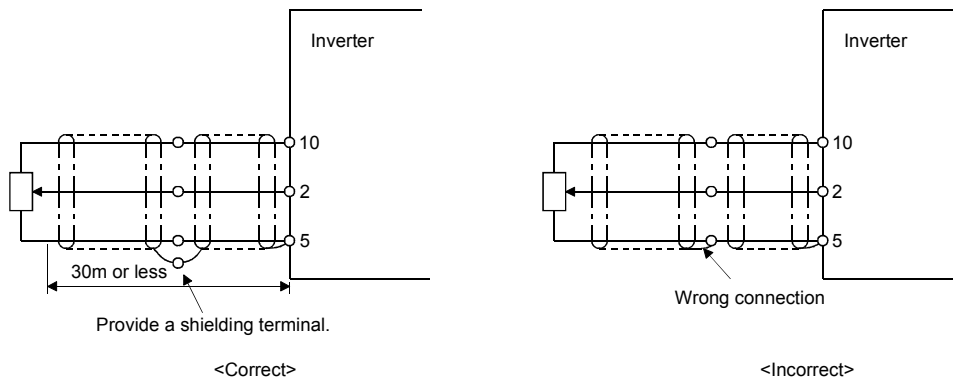 Inverter
10
2
5
30m or less
Provide a shielding terminal.
<Correct>
Inverter
10
2
5
Wrong connection
<Incorrect>